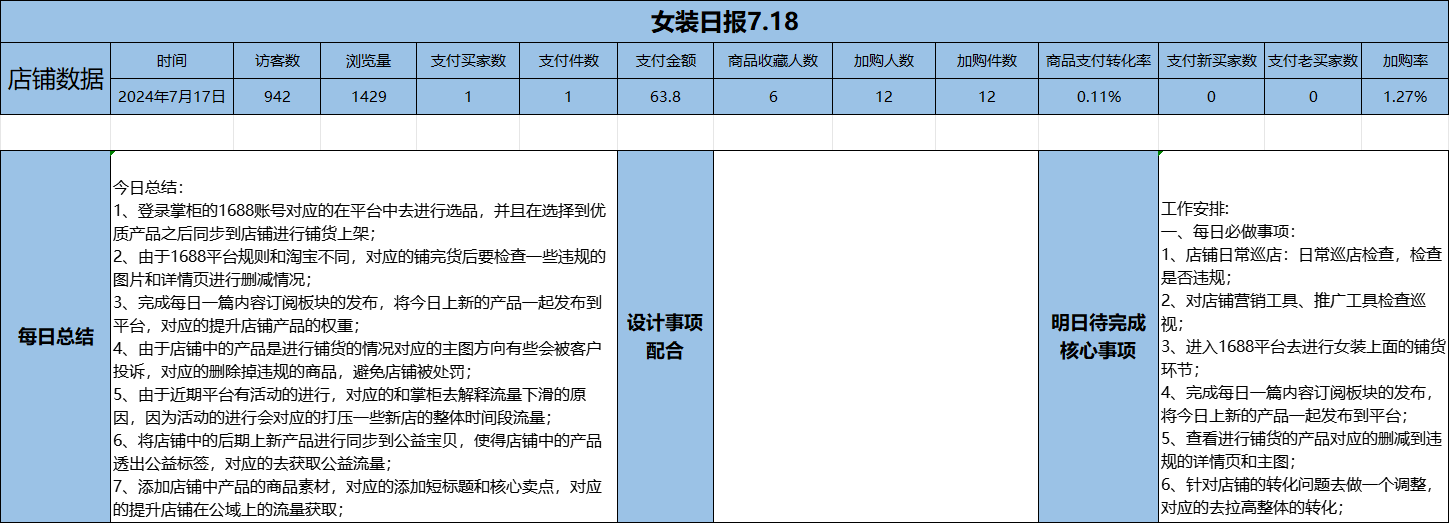 女装日报7.18
店铺数据
时间 访客数 浏览量 支付买家数 支付件数 支付金额 商品收藏人数 加购人数 加购件数 商品支付转化率 支付新买家数 支付老买家数 加购率
2024年7月17日 942 1429 1 1 63.8 6 12 12 0.11% 0 0 1.27%
每日总结
今日总结：
1、登录掌柜的1688账号对应的在平台中去进行选品，并且在选择到优
质产品之后同步到店铺进行铺货上架；
2、由于1688平台规则和淘宝不同，对应的铺完货后要检查一些违规的
图片和详情页进行删减情况；
3、完成每日一篇内容订阅板块的发布，将今日上新的产品一起发布到
平台，对应的提升店铺产品的权重；
4、由于店铺中的产品是进行铺货的情况对应的主图方向有些会被客户
投诉，对应的删除掉违规的商品，避免店铺被处罚；
5、由于近期平台有活动的进行，对应的和掌柜去解释流量下滑的原
因，因为活动的进行会对应的打压一些新店的整体时间段流量；
6、将店铺中的后期上新产品进行同步到公益宝贝，使得店铺中的产品
透出公益标签，对应的去获取公益流量；
7、添加店铺中产品的商品素材，对应的添加短标题和核心卖点，对应
的提升店铺在公域上的流量获取；
设计事项
配合
明日待完成
核心事项
工作安排:
一、每日必做事项：
1、店铺日常巡店：日常巡店检查，检查
是否违规；
2、对店铺营销工具、推广工具检查巡
视；
3、进入1688平台去进行女装上面的铺货
环节；
4、完成每日一篇内容订阅板块的发布，
将今日上新的产品一起发布到平台；
5、查看进行铺货的产品对应的删减到违
规的详情页和主图；
6、针对店铺的转化问题去做一个调整，
对应的去拉高整体的转化；